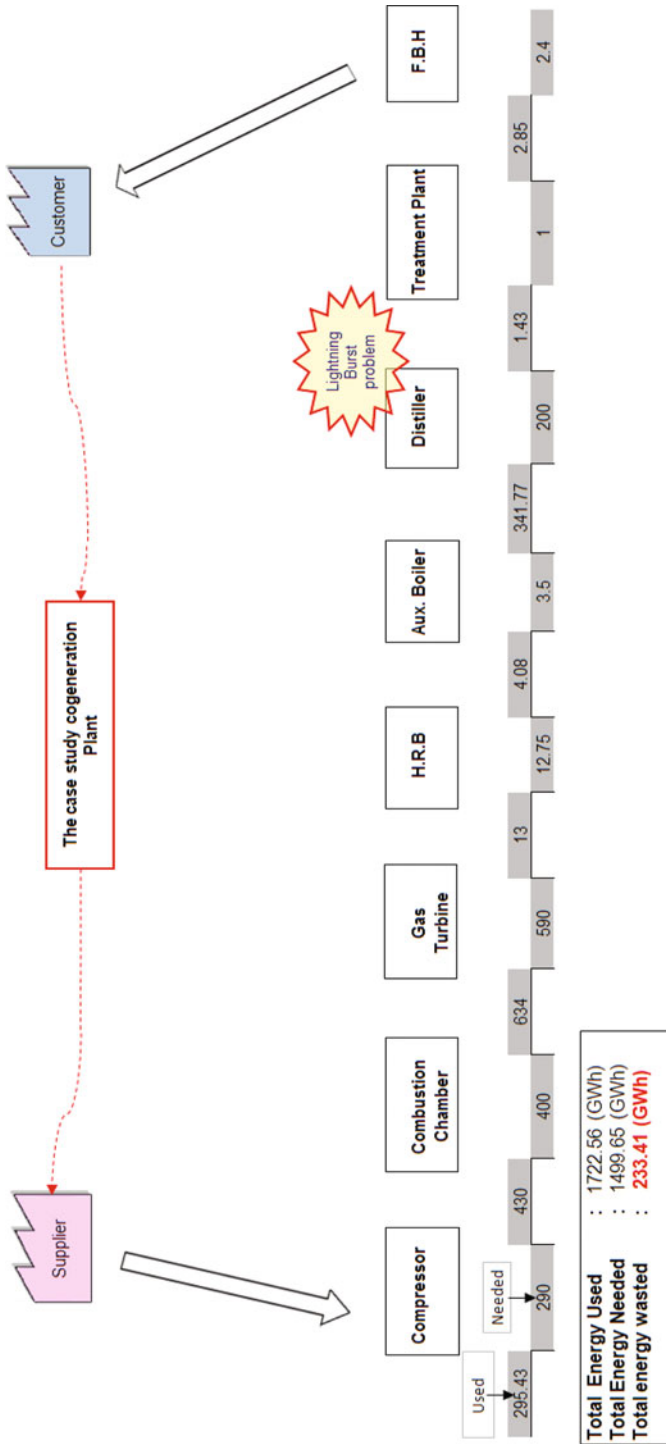 Supplier
The case study cogeneration
Plant
Customer
Lightning
Burst
problem
Compressor
Combustion
Chamber
Gas
Turbine
H.R.B
Aux. Boiler
Distiller
Treatment Plant
F.B.H
Used
Needed
295.43
290
430
400
634
590
13
12.75
4.08
3.5
341.77
200
1.43
1
2.85
2.4
Total Energy Used : 1722.56 (GWh)
Total Energy Needed : 1499.65 (GWh)
Total energy wasted : 233.41 (GWh)